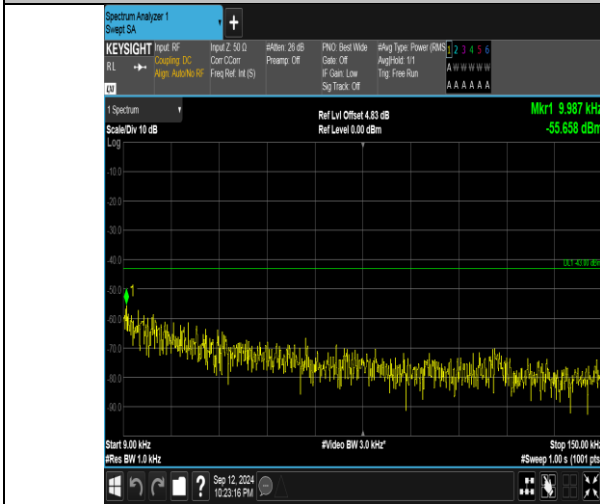 Spectrum Analyzer 1
Swept SA
+
KEYSIGHT Input: RF Input Z: 50 Ω #Atten: 26 dB PNO: Best Wide #Avg Type: Power (RMS 1 2 3 4 5 6
RL Coupling: DC Corr CCorr Preamp: Off Gate: Off Avg|Hold: 1/1 A W W W W W
Align: Auto/No RF Freq Ref: Int (S) IF Gain: Low Trig: Free Run
Sig Track: Off A A A A A A
1 Spectrum Ref Lvl Offset 4.83 dB Mkr1 9.987 kHz
Scale/Div 10 dB Ref Level 0.00 dBm -55.658 dBm
Log
-10.0
-20.0
-30.0
-40.0
DL1 -43.00 dBm
-50.0
1
-60.0
-70.0
-80.0
-90.0
Start 9.00 kHz #Video BW 3.0 kHz* Stop 150.00 kHz
#Res BW 1.0 kHz #Sweep 1.00 s (1001 pts
? Sep 12, 2024
10:23:16 PM